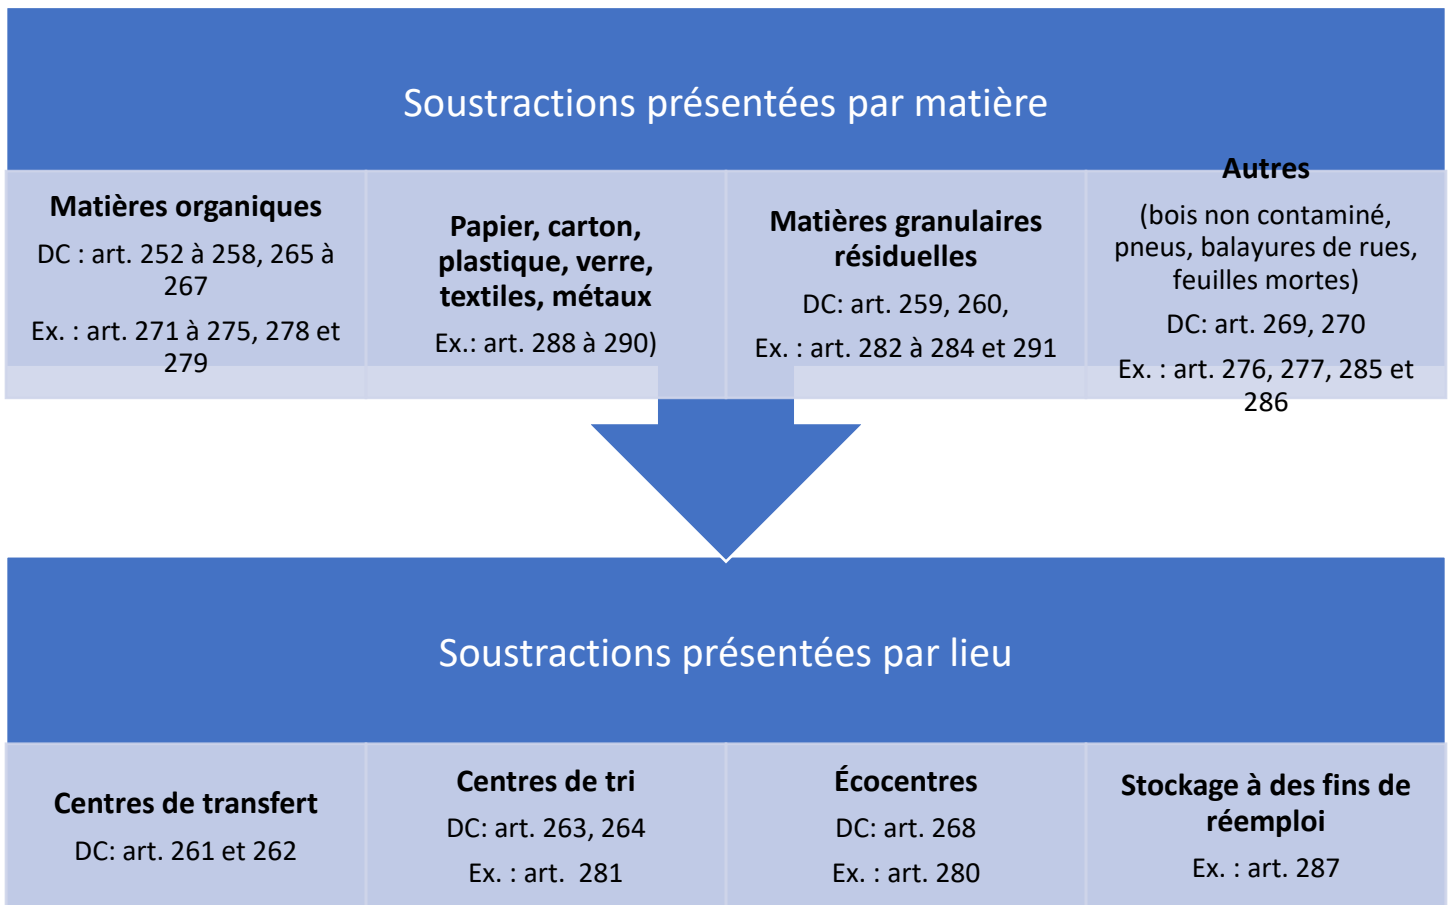 Soustractions présentées par matière
Matières organiques
DC : art. 252 à 258, 265 à
267
Ex. : art. 271 à 275, 278 et
279
Papier, carton,
plastique, verre,
textiles, métaux
Ex.: art. 288 à 290)
Matières granulaires
résiduelles
DC: art. 259, 260,
Ex. : art. 282 à 284 et 291
Autres
(bois non contaminé,
pneus, balayures de rues,
feuilles mortes)
DC: art. 269, 270
Ex. : art. 276, 277, 285 et
286
Soustractions présentées par lieu
Centres de transfert
DC: art. 261 et 262
Centres de tri
DC: art. 263, 264
Ex. : art. 281
Écocentres
DC: art. 268
Ex. : art. 280
Stockage à des fins de
réemploi
Ex. : art. 287